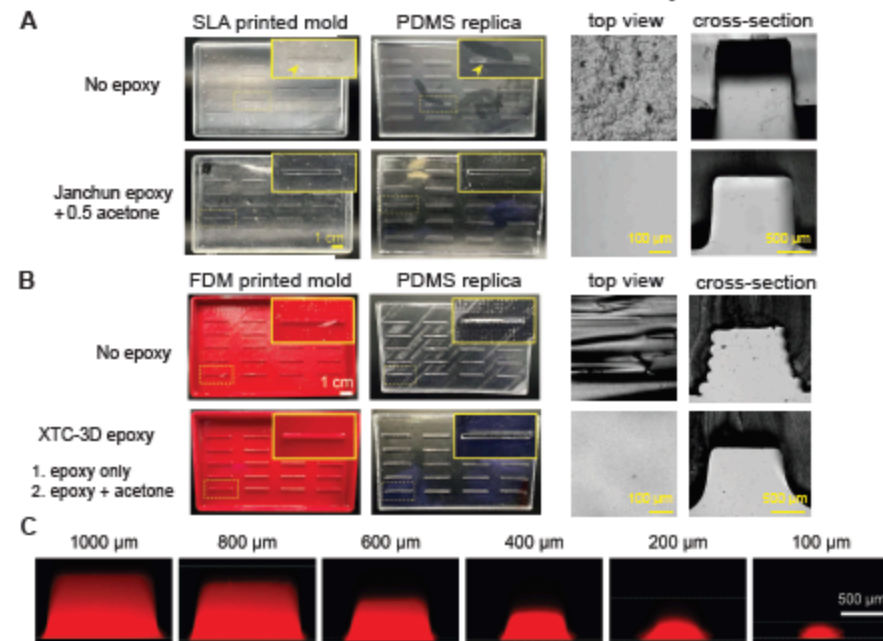 A
SLA printed mold
PDMS replica
top view
cross-section
No epoxy
Janchun epoxy
+0.5 acetone
1 cm
100 µm
500 µm
B
FDM printed mold
PDMS replica
top view
cross-section
No epoxy
1 cm
XTC-3D epoxy
1. epoxy only
2. epoxy + acetone
100 µm
500 µm
C
1000 µm
800 µm
600 µm
400 µm
200 µm
100 µm
500 µm